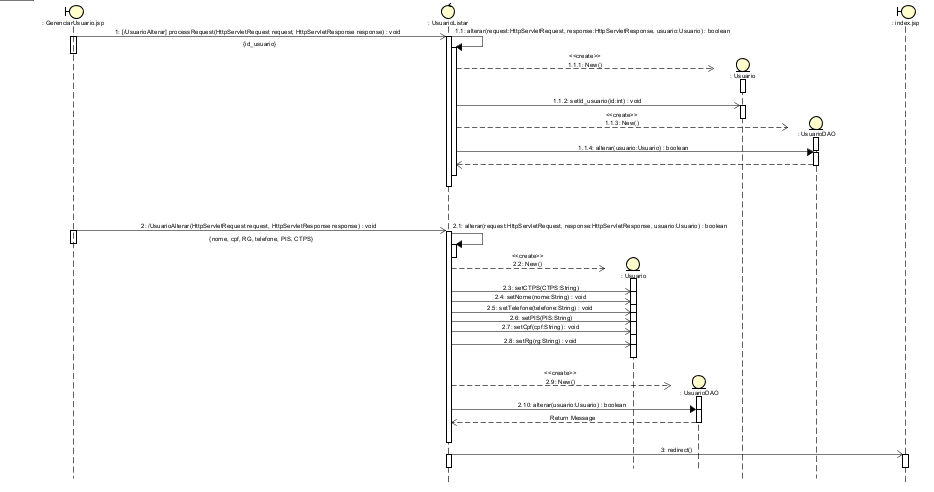 : GerenciarUsuario.jsp
: UsuarioListar
: index.jsp
1: [/UsuarioAlterar] processRequest(HttpServletRequest request, HttpServletResponse response) : void
(id_usuario)
1.1: alterar(request:HttpServletRequest, response:HttpServletResponse, usuario:Usuario) : boolean
<<create>>
1.1.1: New()
: Usuario
1.1.2: setId_usuario(id:int) : void
<<create>>
1.1.3: New()
: UsuarioDAO
1.1.4: alterar(usuario:Usuario) : boolean
2: /UsuarioAlterar(HttpServletRequest request, HttpServletResponse response) : void
(nome, cpf, RG, telefone, PIS, CTPS)
2.1: alterar(request:HttpServletRequest, response:HttpServletResponse, usuario:Usuario) : boolean
<<create>>
2.2: New()
: Usuario
2.3: setCTPS(CTPS:String)
2.4: setNome(nome:String) : void
2.5: setTelefone(telefone:String) : void
2.6: setPIS(PIS:String)
2.7: setCpf(cpf:String) : void
2.8: setRg(rg:String) : void
<<create>>
2.9: New()
: UsuarioDAO
2.10: alterar(usuario:Usuario) : boolean
Return Message
3: redirect()